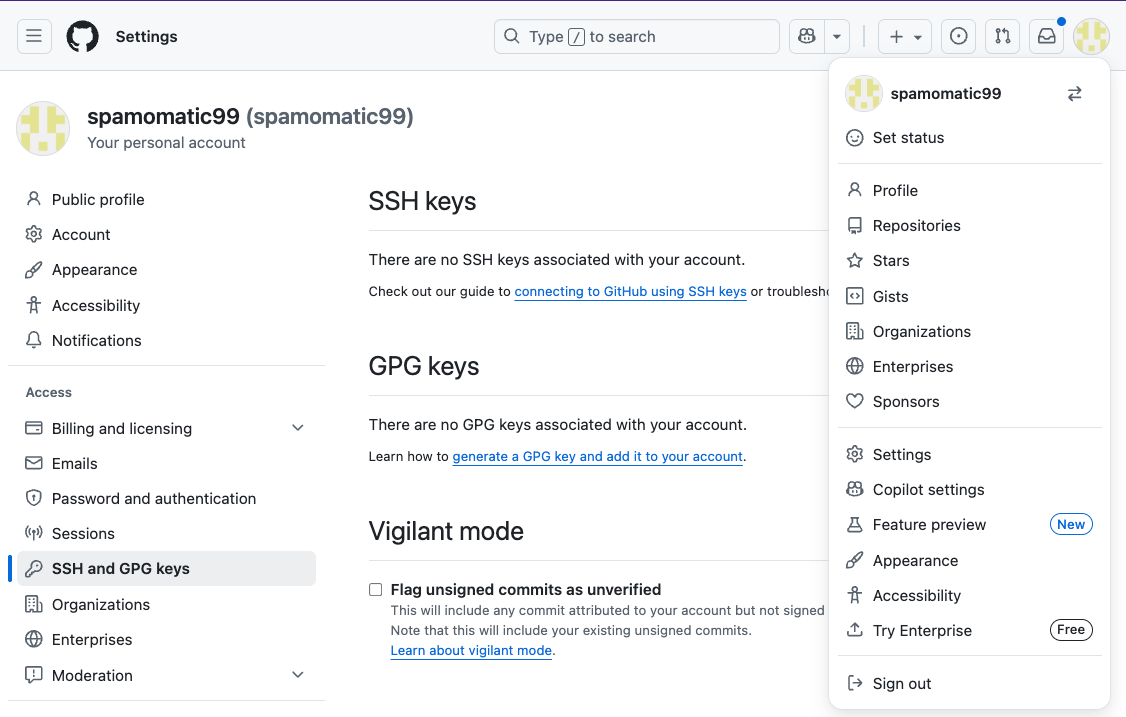 Settings
Type / to search
spamomatic99 (spamomatic99)
Your personal account
Public profile
Account
Appearance
Accessibility
Notifications
Access
Billing and licensing
Emails
Password and authentication
Sessions
SSH and GPG keys
Organizations
Enterprises
Moderation
SSH keys
There are no SSH keys associated with your account.
Check out our guide to connecting to GitHub using SSH keys or troublesho
GPG keys
There are no GPG keys associated with your account.
Learn how to generate a GPG key and add it to your account.
Vigilant mode
Flag unsigned commits as unverified
This will include any commit attributed to your account but not signed
Note that this will include your existing unsigned commits.
Learn about vigilant mode.
spamomatic99
Set status
Profile
Repositories
Stars
Gists
Organizations
Enterprises
Sponsors
Settings
Copilot settings
Feature preview New
Appearance
Accessibility
Try Enterprise Free
Sign out